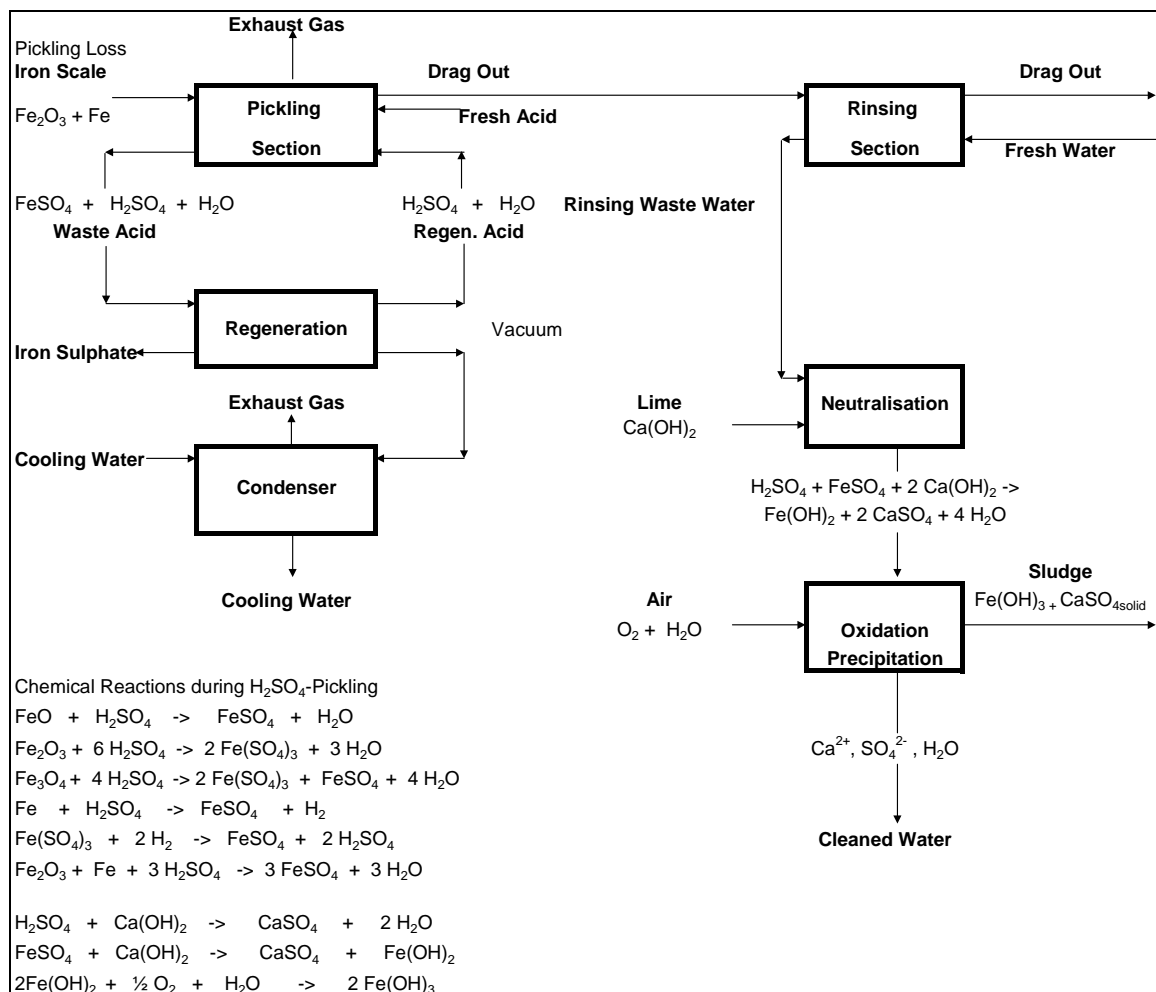 Exhaust Gas
Pickling Loss
Iron Scale
Drag Out
Drag Out
Fe₂O₃ + Fe
Pickling
Section
Fresh Acid
Rinsing
Section
Fresh Water
FeSO₄ + H₂SO₄ + H₂O
H₂SO₄ + H₂O
Rinsing Waste Water
Waste Acid
Regen. Acid
Regeneration
Vacuum
Iron Sulphate
Exhaust Gas
Lime
Ca(OH)₂
Neutralisation
Cooling Water
Condenser
H₂SO₄ + FeSO₄ + 2 Ca(OH)₂ ->
Fe(OH)₂ + 2 CaSO₄ + 4 H₂O
Cooling Water
Air
O₂ + H₂O
Sludge
Fe(OH)₃ + CaSO₄solid
Oxidation
Precipitation
Chemical Reactions during H₂SO₄-Pickling
FeO + H₂SO₄ -> FeSO₄ + H₂O
Fe₂O₃ + 6 H₂SO₄ -> 2 Fe(SO₄)₃ + 3 H₂O
Fe₃O₄ + 4 H₂SO₄ -> 2 Fe(SO₄)₃ + FeSO₄ + 4 H₂O
Fe + H₂SO₄ -> FeSO₄ + H₂
Fe(SO₄)₃ + 2 H₂ -> FeSO₄ + 2 H₂SO₄
Fe₂O₃ + Fe + 3 H₂SO₄ -> 3 FeSO₄ + 3 H₂O
Ca²⁺, SO₄²⁻ , H₂O
Cleaned Water
H₂SO₄ + Ca(OH)₂ -> CaSO₄ + 2 H₂O
FeSO₄ + Ca(OH)₂ -> CaSO₄ + Fe(OH)₂
2Fe(OH)₂ + ½ O₂ + H₂O -> 2 Fe(OH)₃